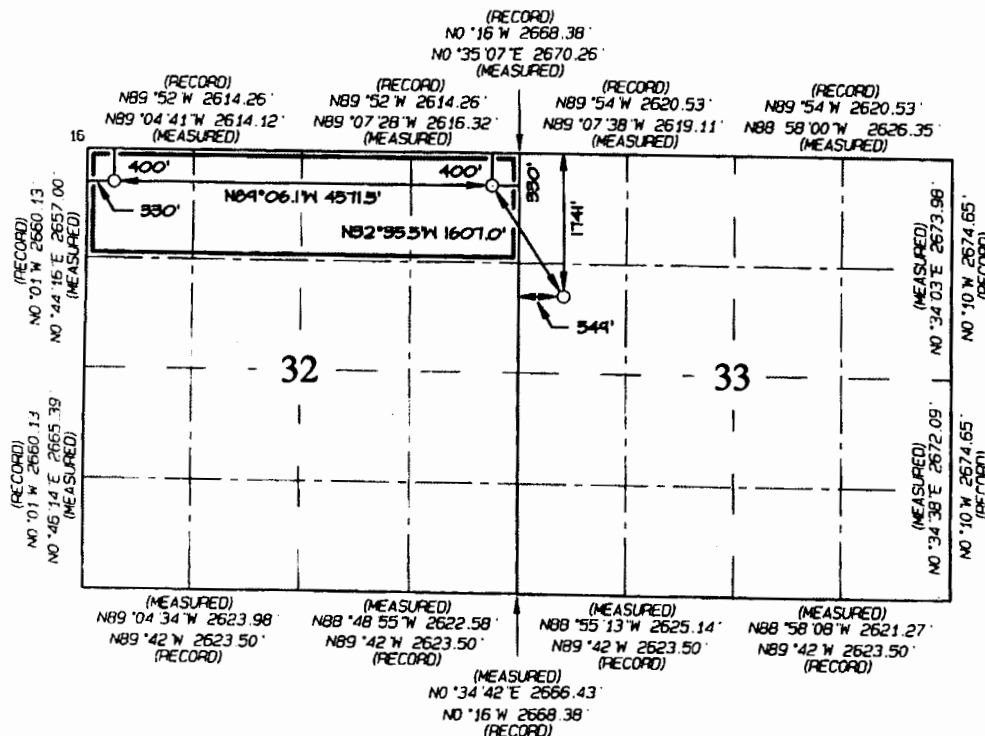 (RECORD)
N0 °16 'W 2668.38 '
N0 °35 '07 "E 2670.26 '
(MEASURED)
(RECORD)
N89 °52 'W 2614.26 '
N89 °04 '41 "W 2614.12 '
(MEASURED)
(RECORD)
N89 °52 'W 2614.26 '
N89 °07 '28 "W 2616.32 '
(MEASURED)
(RECORD)
N89 °54 'W 2620.53 '
N89 °07 '38 "W 2619.11 '
(MEASURED)
(RECORD)
N89 °54 'W 2620.53 '
N88 58 '00 "W 2626.35 '
(MEASURED)
16
400'
400'
N89°06.1'W 4571.5'
330'
330'
1741'
N32°35.5'W 1607.0'
549'
32
33
(RECORD)
N0 °01 'W 2660.13 '
N0 °44 '16 "E 2657.00 '
(MEASURED)
(RECORD)
N0 °01 'W 2660.13
N0 °46 '14 "E 2665.39 '
(MEASURED)
(MEASURED)
N0 °34 '03 "E 2673.98 '
N0 °10 'W 2674.65 '
(RECORD)
(MEASURED)
N0 °34 '38 "E 2672.09 '
N0 °10 'W 2674.65 '
(RECORD)
(MEASURED)
N89 °04 '34 "W 2623.98 '
N89 °42 'W 2623.50 '
(RECORD)
(MEASURED)
N88 °48 '55 "W 2622.58 '
N89 °42 'W 2623.50 '
(RECORD)
(MEASURED)
N88 °55 '13 "W 2625.14 '
N89 °42 'W 2623.50 '
(RECORD)
(MEASURED)
N88 °58 '08 "W 2621.27 '
N89 °42 'W 2623.50 '
(RECORD)
(MEASURED)
N0 °34 '42 "E 2666.43 '
N0 °16 'W 2668.38 '
(RECORD)